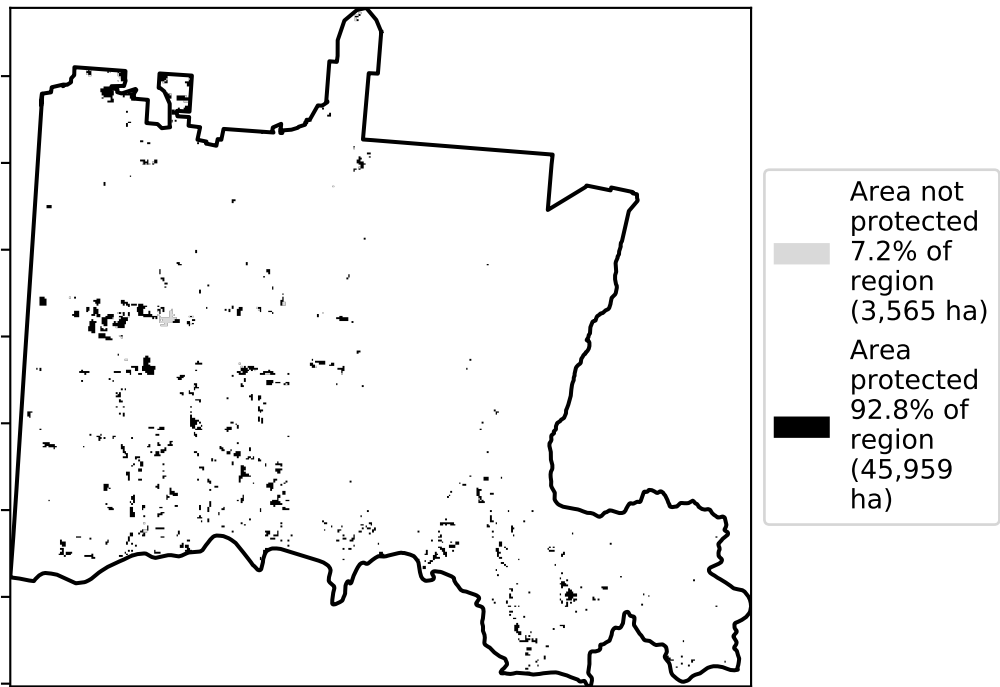 Area not
protected
7.2% of
region
(3,565 ha)
Area
protected
92.8% of
region
(45,959
ha)